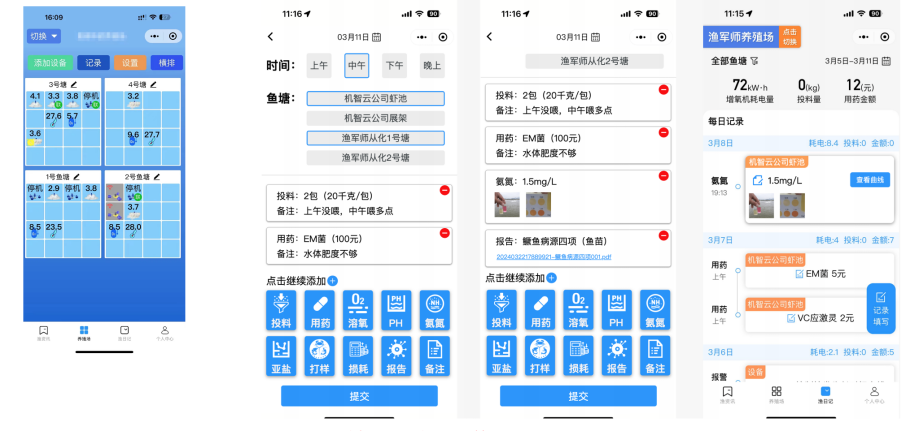 16:09
切换
添加设备 记录 设置 横排
3号塘
4号塘
4.1 3.3 3.8 停机
3.2
27.6 5.7
3.6
9.6 27.7
1号鱼塘
2号鱼塘
停机 2.9 停机 3.8
停机
3.7
8.5 23.5
8.5 28.0
渔资讯 养殖池 渔日记 个人中心
11:16
90
03月11日
时间： 上午 中午 下午 晚上
鱼塘： 机智云公司虾池
机智云公司展架
渔军师从化1号塘
渔军师从化2号塘
投料：2包（20千克/包）
备注：上午没喂，中午喂多点
用药：EM菌（100元）
备注：水体肥度不够
点击继续添加
投料 用药 溶氧 PH 氨氮
亚盐 打样 损耗 报告 备注
提交
11:16
90
03月11日
渔军师从化2号塘
投料：2包（20千克/包）
备注：上午没喂，中午喂多点
用药：EM菌（100元）
备注：水体肥度不够
氨氮：1.5mg/L
报告：鳜鱼病源四项（鱼苗）
点击继续添加
投料 用药 溶氧 PH 氨氮
亚盐 打样 损耗 报告 备注
提交
11:15
90
渔军师养殖场 点击切换
全部鱼塘
3月5日-3月11日
72kW·h 0(kg) 12(元)
增氧机耗电量 投料量 用药金额
每日记录
3月8日 耗电:8.4 投料:0 金额:0
机智云公司虾池
氨氮
19:13
1.5mg/L
查看曲线
3月7日 耗电:4 投料:0 金额:7
机智云公司虾池
用药
上午
EM菌 5元
机智云公司虾池
用药
上午
VC应激灵 2元
记录
填写
3月6日 耗电:2.1 投料:0 金额:5
设备
报警
渔资讯 养殖池 渔日记 个人中心